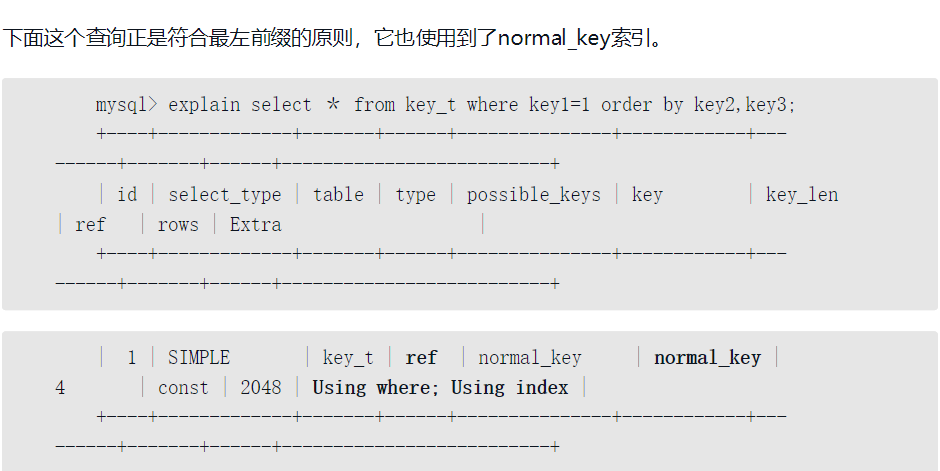 下面这个查询正是符合最左前缀的原则，它也使用到了normal_key索引。
mysql> explain select * from key_t where key1=1 order by key2,key3;
+----+-------------+-------+------+---------------+------------+---
------+-------+------+--------------------------+
| id | select_type | table | type | possible_keys | key | key_len
| ref | rows | Extra |
+----+-------------+-------+------+---------------+------------+---
------+-------+------+--------------------------+
| 1 | SIMPLE | key_t | ref | normal_key | normal_key |
4 | const | 2048 | Using where; Using index |
+----+-------------+-------+------+---------------+------------+---
------+-------+------+--------------------------+